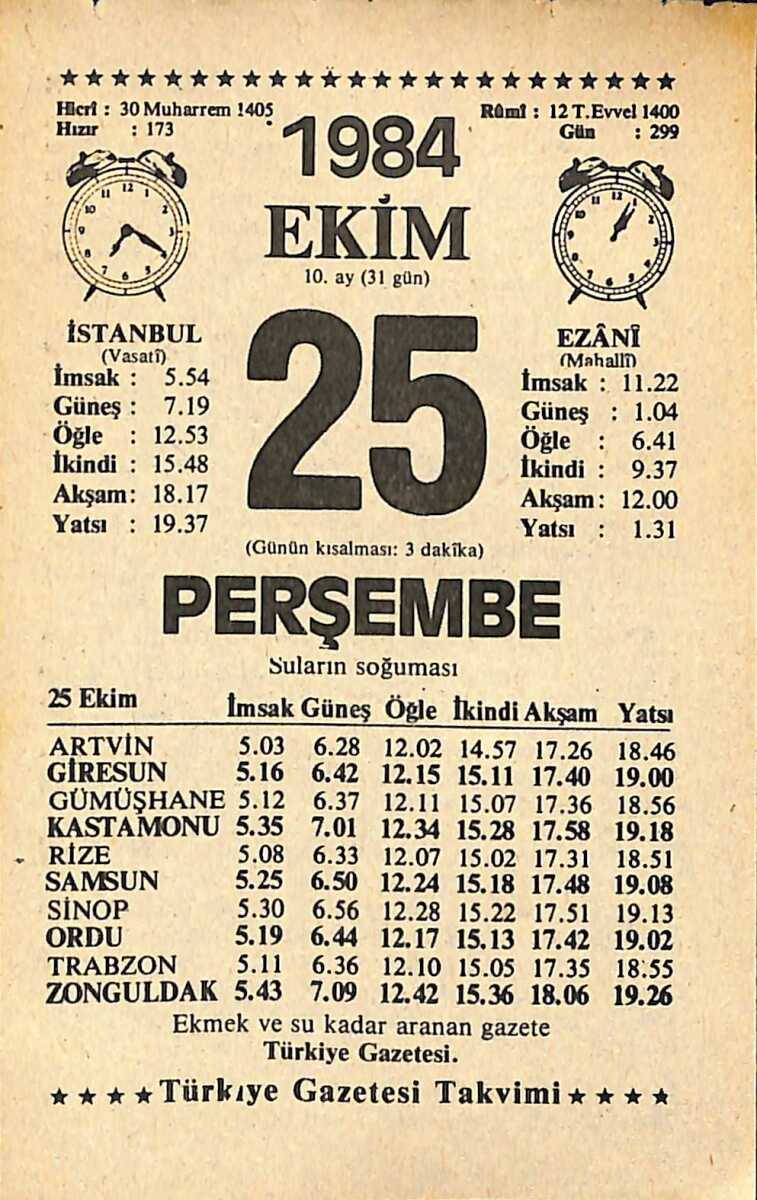 Hicrî : 30 Muharrem 1405
Hızır : 173
Rûmî : 12 T.Evvel 1400
Gün : 299
1984
EKİM
10. ay (31 gün)
25
İSTANBUL
(Vasatî)
İmsak : 5.54
Güneş : 7.19
Öğle : 12.53
İkindi : 15.48
Akşam : 18.17
Yatsı : 19.37
EZÂNÎ
(Mahallî)
İmsak : 11.22
Güneş : 1.04
Öğle : 6.41
İkindi : 9.37
Akşam : 12.00
Yatsı : 1.31
(Günün kısalması: 3 dakîka)
PERŞEMBE
Suların soğuması
25 Ekim İmsak Güneş Öğle İkindi Akşam Yatsı
ARTVİN 5.03 6.28 12.02 14.57 17.26 18.46
GİRESUN 5.16 6.42 12.15 15.11 17.40 19.00
GÜMÜŞHANE 5.12 6.37 12.11 15.07 17.36 18.56
KASTAMONU 5.35 7.01 12.34 15.28 17.58 19.18
RİZE 5.08 6.33 12.07 15.02 17.31 18.51
SAMSUN 5.25 6.50 12.24 15.18 17.48 19.08
SİNOP 5.30 6.56 12.28 15.22 17.51 19.13
ORDU 5.19 6.44 12.17 15.13 17.42 19.02
TRABZON 5.11 6.36 12.10 15.05 17.35 18.55
ZONGULDAK 5.43 7.09 12.42 15.36 18.06 19.26
Ekmek ve su kadar aranan gazete
Türkiye Gazetesi.
★ ★ ★ ★ Türkiye Gazetesi Takvimi ★ ★ ★ ★